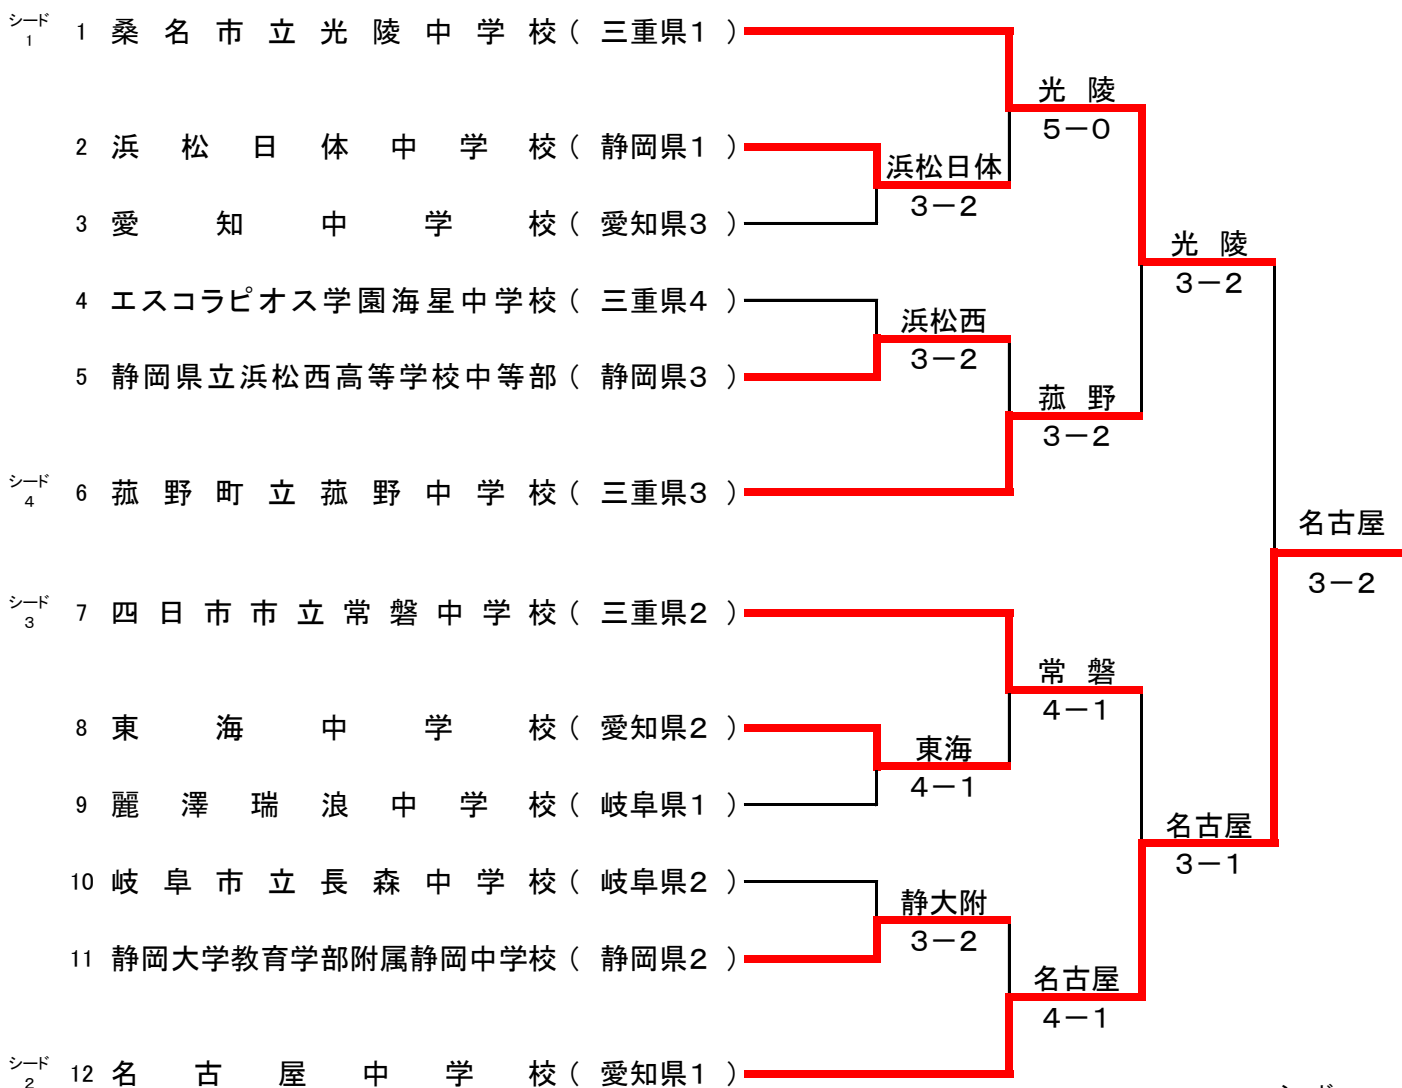 シード
1
1 桑名市立光陵中学校（ 三重県1 ）
光陵
5－0
2 浜松日体中学校（ 静岡県1 ）
浜松日体
3－2
3 愛知中学校（ 愛知県3 ）
光陵
3－2
4 エスコラピオス学園海星中学校（ 三重県4 ）
浜松西
3－2
5 静岡県立浜松西高等学校中等部（ 静岡県3 ）
菰野
3－2
シード
4
6 菰野町立菰野中学校（ 三重県3 ）
名古屋
3－2
シード
3
7 四日市市立常磐中学校（ 三重県2 ）
常磐
4－1
8 東海中学校（ 愛知県2 ）
東海
4－1
9 麗澤瑞浪中学校（ 岐阜県1 ）
名古屋
3－1
10 岐阜市立長森中学校（ 岐阜県2 ）
静大附
3－2
11 静岡大学教育学部附属静岡中学校（ 静岡県2 ）
名古屋
4－1
シード
2
12 名古屋中学校（ 愛知県1 ）